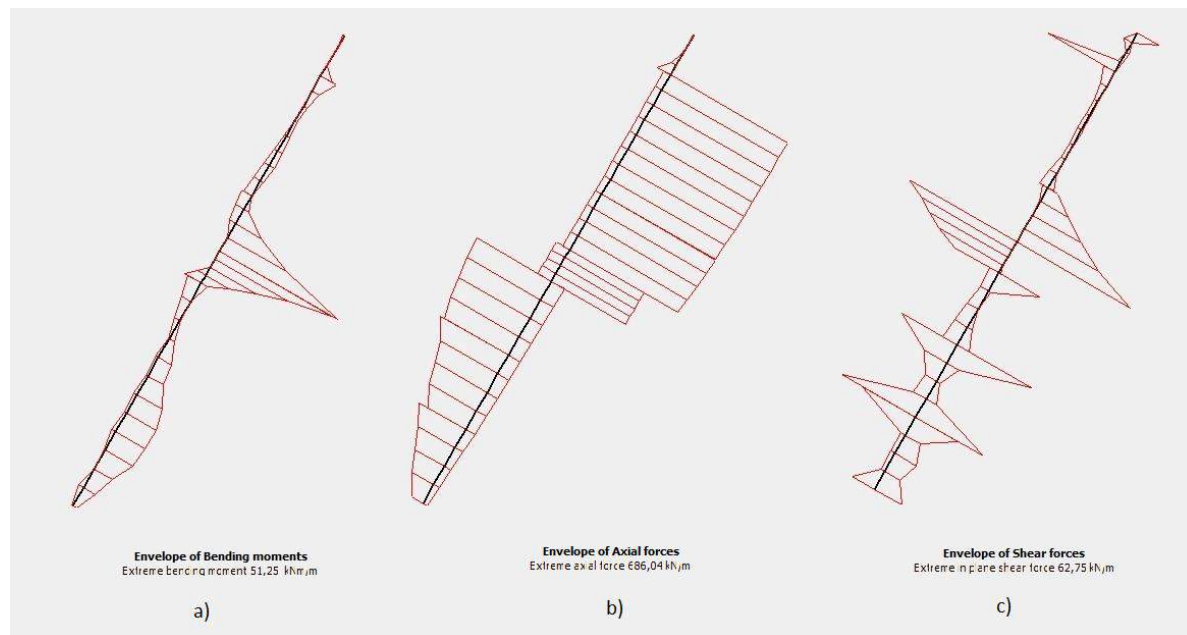 Envelope of Bending moments
Extreme bending moment 51,25 kNm/m
a)
Envelope of Axial forces
Extreme axial force 686,04 kN/m
b)
Envelope of Shear forces
Extreme in plane shear force 62,75 kN/m
c)